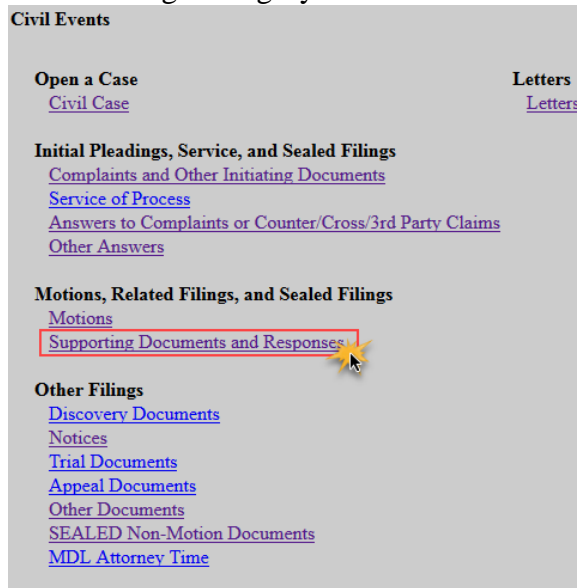 Civil Events
Open a Case
Civil Case
Letters
Letters
Initial Pleadings, Service, and Sealed Filings
Complaints and Other Initiating Documents
Service of Process
Answers to Complaints or Counter/Cross/3rd Party Claims
Other Answers
Motions, Related Filings, and Sealed Filings
Motions
Supporting Documents and Responses
Other Filings
Discovery Documents
Notices
Trial Documents
Appeal Documents
Other Documents
SEALED Non-Motion Documents
MDL Attorney Time